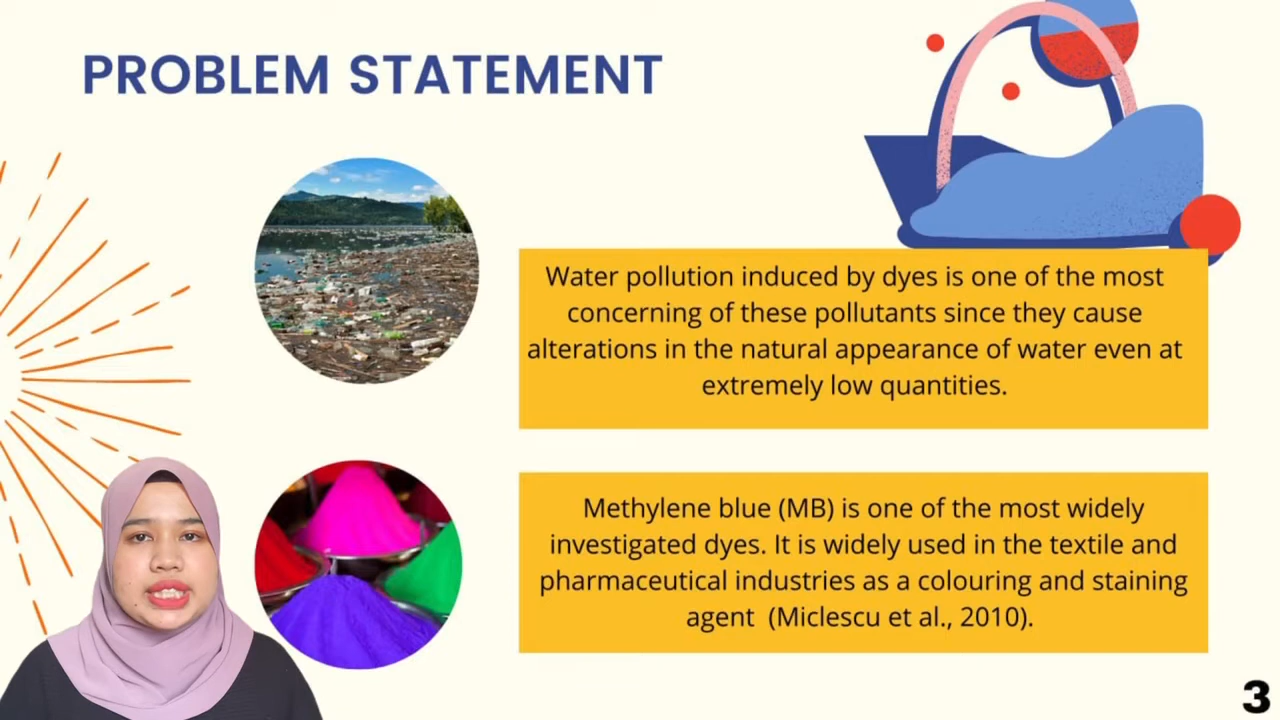 PROBLEM STATEMENT
Water pollution induced by dyes is one of the most
concerning of these pollutants since they cause
alterations in the natural appearance of water even at
extremely low quantities.
Methylene blue (MB) is one of the most widely
investigated dyes. It is widely used in the textile and
pharmaceutical industries as a colouring and staining
agent  (Miclescu et al., 2010).
3